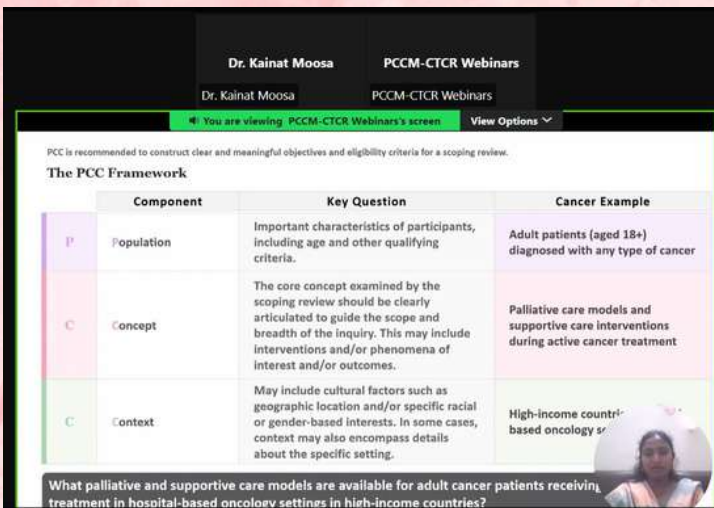 Dr. Kainat Moosa
PCCM-CTCR Webinars
Dr. Kainat Moosa
PCCM-CTCR Webinars
You are viewing PCCM-CTCR Webinars's screen
View Options
PCC is recommended to construct clear and meaningful objectives and eligibility criteria for a scoping review.
The PCC Framework
Component
Key Question
Cancer Example
P
Population
Important characteristics of participants,
including age and other qualifying
criteria.
Adult patients (aged 18+)
diagnosed with any type of cancer
C
Concept
The core concept examined by the
scoping review should be clearly
articulated to guide the scope and
breadth of the inquiry. This may include
interventions and/or phenomena of
interest and/or outcomes.
Palliative care models and
supportive care interventions
during active cancer treatment
C
Context
May include cultural factors such as
geographic location and/or specific racial
or gender-based interests. In some cases,
context may also encompass details
about the specific setting.
High-income
based oncology
What palliative and supportive care models are available for adult cancer patients receiving
treatment in hospital-based oncology settings in high-income countries?